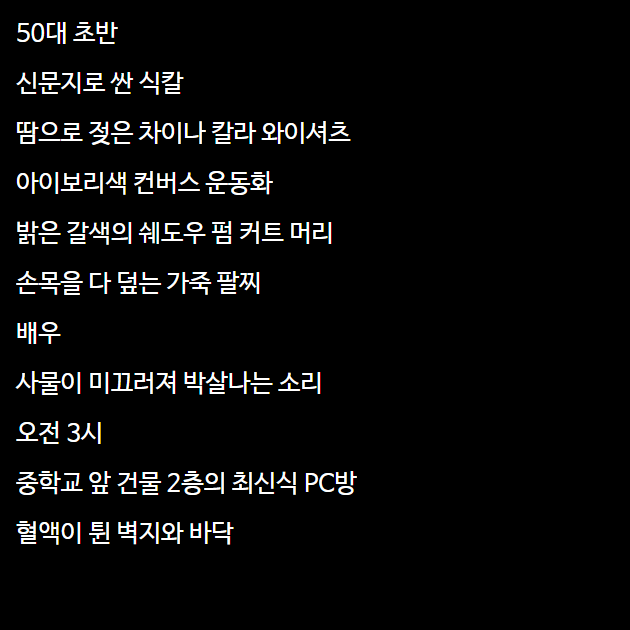 50대 초반
신문지로 싼 식칼
땀으로 젖은 차이나 칼라 와이셔츠
아이보리색 컨버스 운동화
밝은 갈색의 쉐도우 펌 커트 머리
손목을 다 덮는 가죽 팔찌
배우
사물이 미끄러져 박살나는 소리
오전 3시
중학교 앞 건물 2층의 최신식 PC방
혈액이 튄 벽지와 바닥